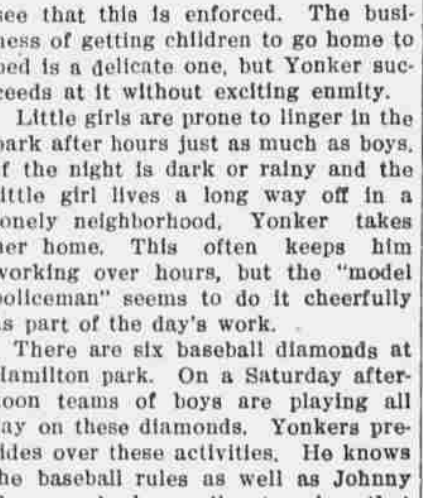 see that this is enforced. The busi-
ness of getting children to go home to
bed is a delicate one, but Yonker suc-
ceeds at it without exciting enmity.
Little girls are prone to linger in the
park after hours just as much as boys.
If the night is dark or rainy and the
little girl lives a long way off in a
lonely neighborhood, Yonker takes
her home. This often keeps him
working over hours, but the "model
policeman" seems to do it cheerfully
as part of the day's work.
There are six baseball diamonds at
Hamilton park. On a Saturday after-
noon teams of boys are playing all
day on these diamonds. Yonkers pre-
sides over these activities. He knows
the baseball rules as well as Johnny